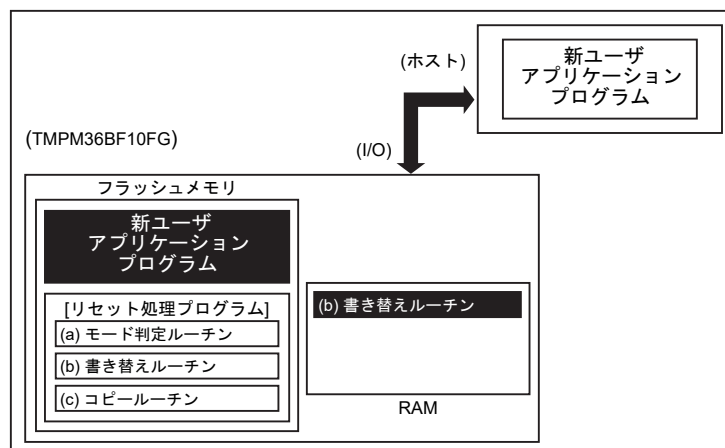 (ホスト)
新ユーザ
アプリケーション
プログラム
(TMPM36BF10FG)
(I/O)
フラッシュメモリ
新ユーザ
アプリケーション
プログラム
[リセット処理プログラム]
(a) モード判定ルーチン
(b) 書き替えルーチン
(c) コピールーチン
(b) 書き替えルーチン
RAM